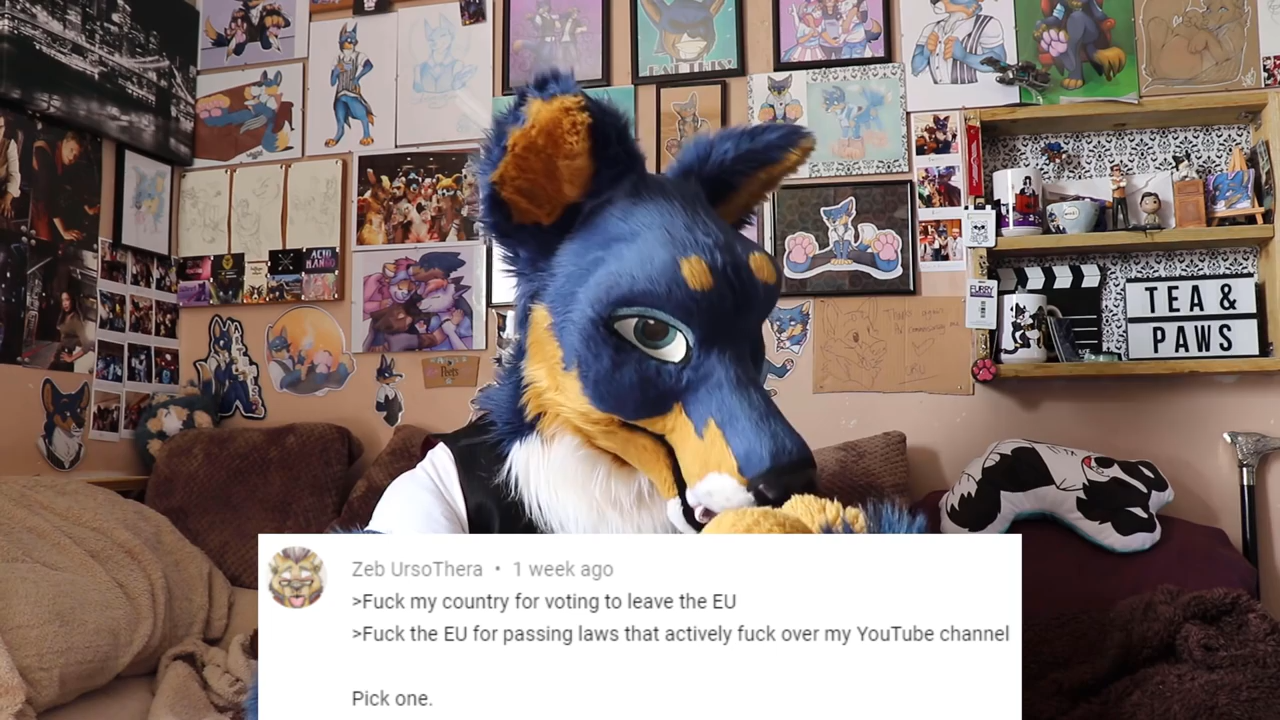 TEA &
PAWS
Zeb UrsoThera • 1 week ago
>Fuck my country for voting to leave the EU
>Fuck the EU for passing laws that actively fuck over my YouTube channel
Pick one.